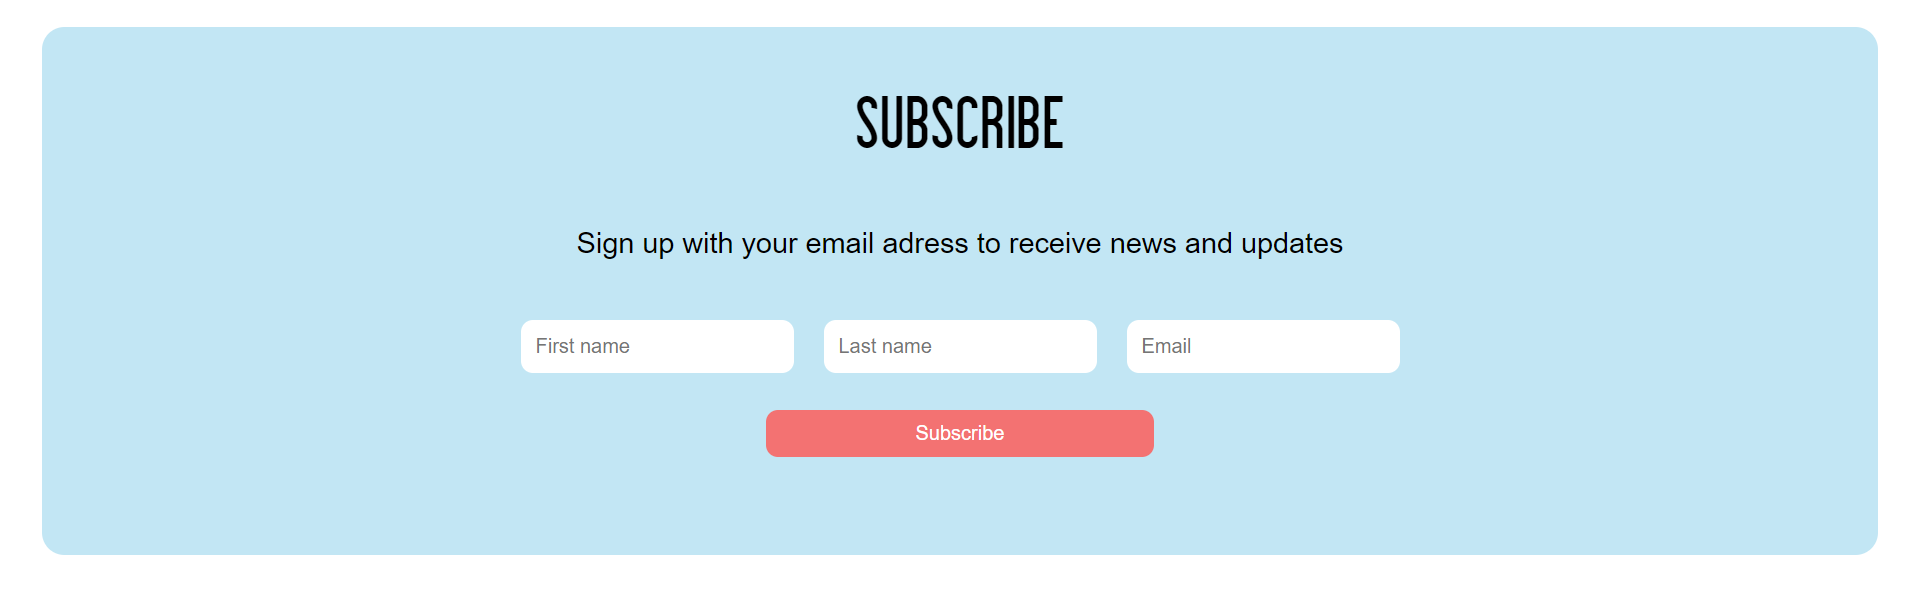 SUBSCRIBE
Sign up with your email adress to receive news and updates
First name Last name Email
Subscribe